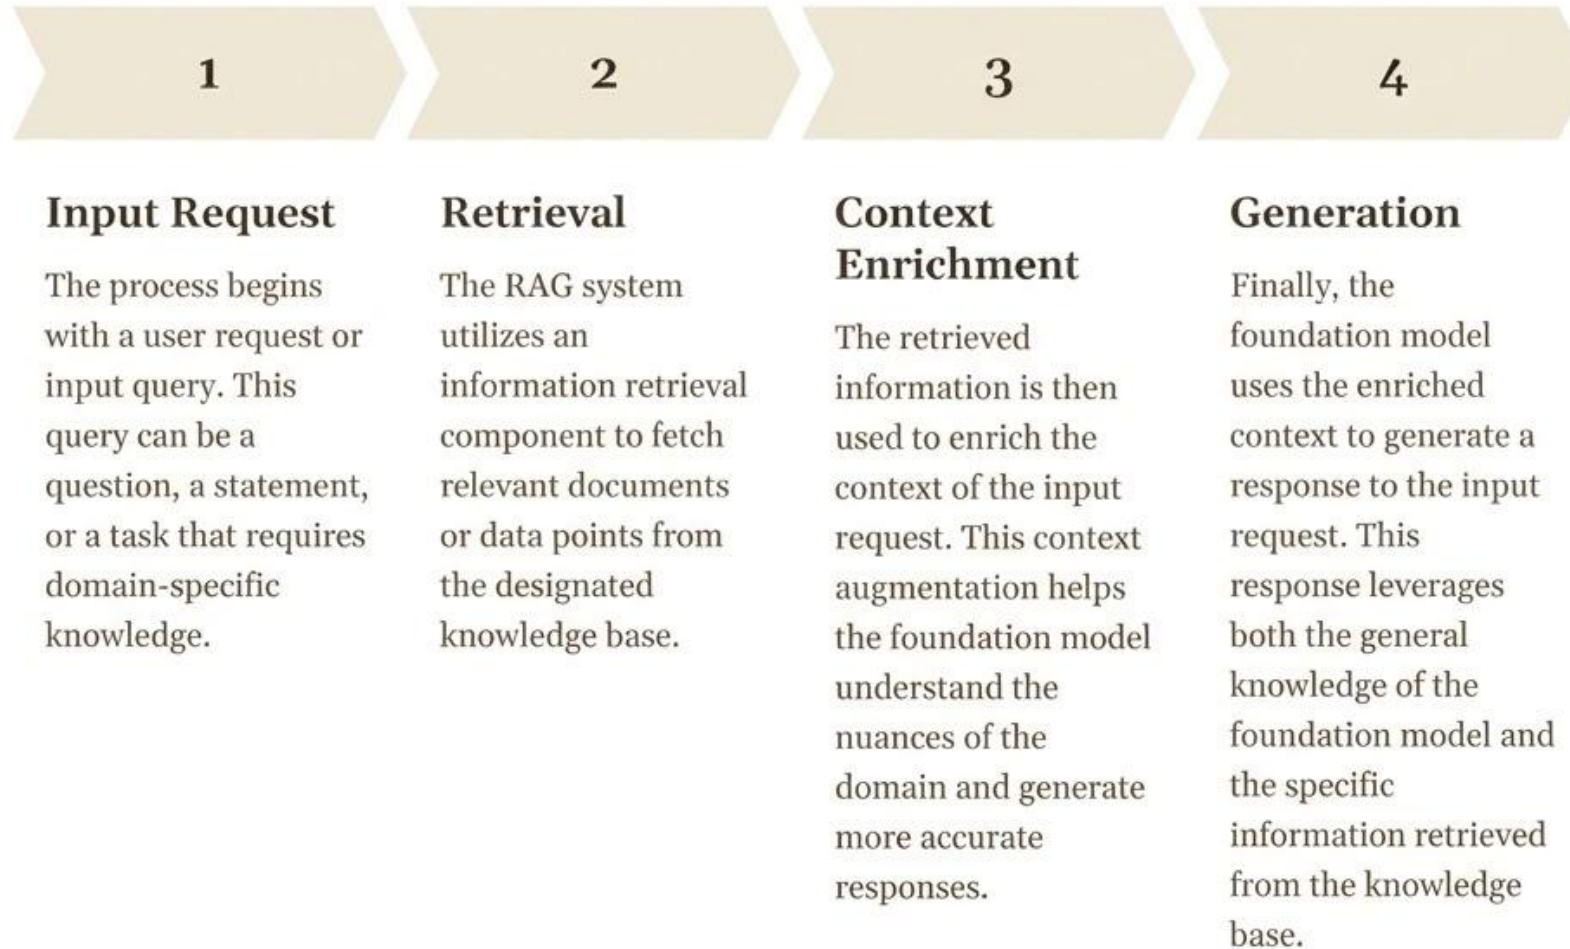 1
2
3
4
Input Request
The process begins
with a user request or
input query. This
query can be a
question, a statement,
or a task that requires
domain-specific
knowledge.
Retrieval
The RAG system
utilizes an
information retrieval
component to fetch
relevant documents
or data points from
the designated
knowledge base.
Context
Enrichment
The retrieved
information is then
used to enrich the
context of the input
request. This context
augmentation helps
the foundation model
understand the
nuances of the
domain and generate
more accurate
responses.
Generation
Finally, the
foundation model
uses the enriched
context to generate a
response to the input
request. This
response leverages
both the general
knowledge of the
foundation model and
the specific
information retrieved
from the knowledge
base.